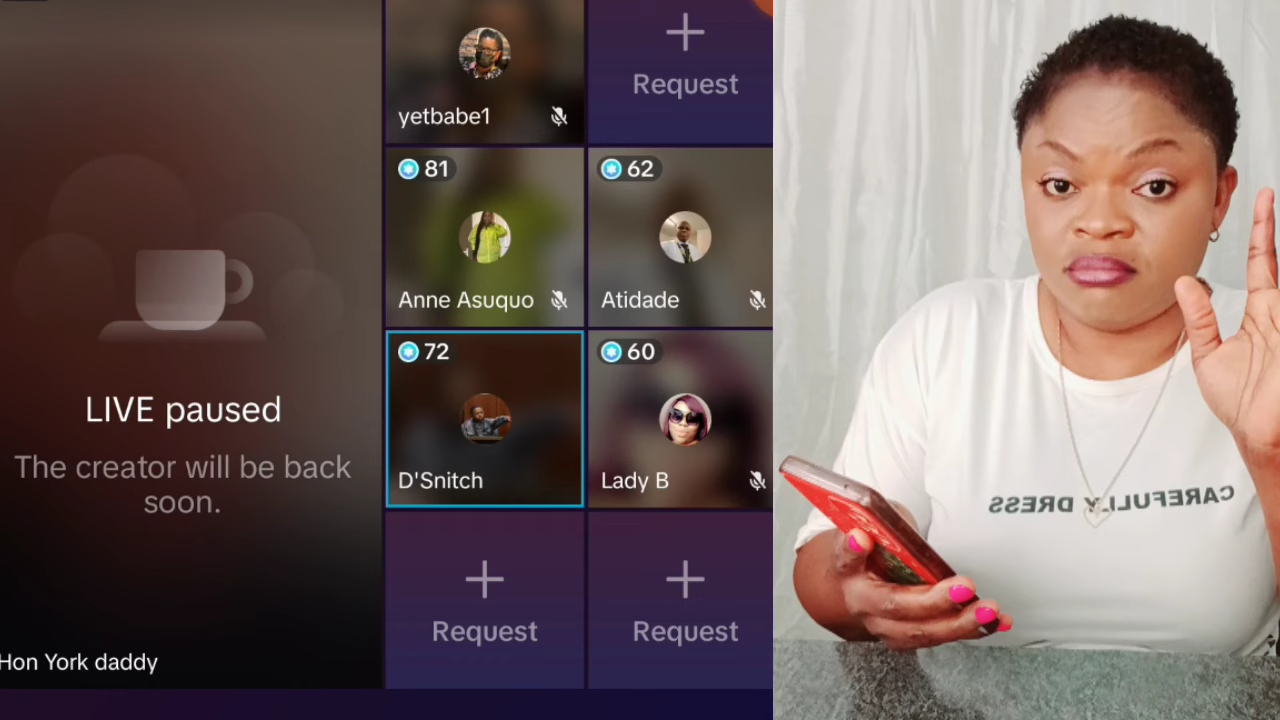 yetbabe1
Request
81
Anne Asuquo
62
Atidade
72
D'Snitch
60
Lady B
LIVE paused
The creator will be back
soon.
Request
Request
Hon York daddy
CAREFULLY DRESS